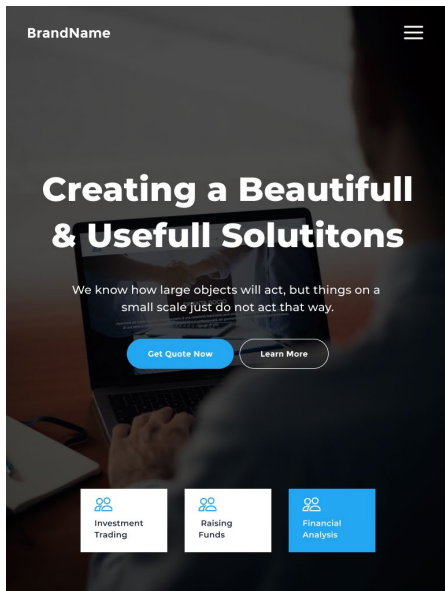 BrandName
Creating a Beautifull
& Usefull Solutitons
We know how large objects will act, but things on a
small scale just do not act that way.
Get Quote Now
Learn More
Investment
Trading
Raising
Funds
Financial
Analysis